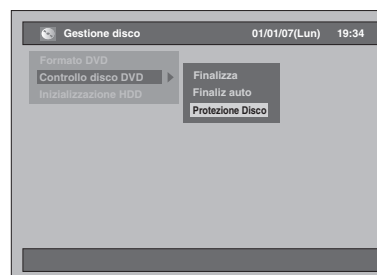 Gestione disco 01/01/07(Lun) 19:34
Formato DVD
Controllo disco DVD
Inizializzazione HDD
Finalizza
Finaliz auto
Protezione Disco